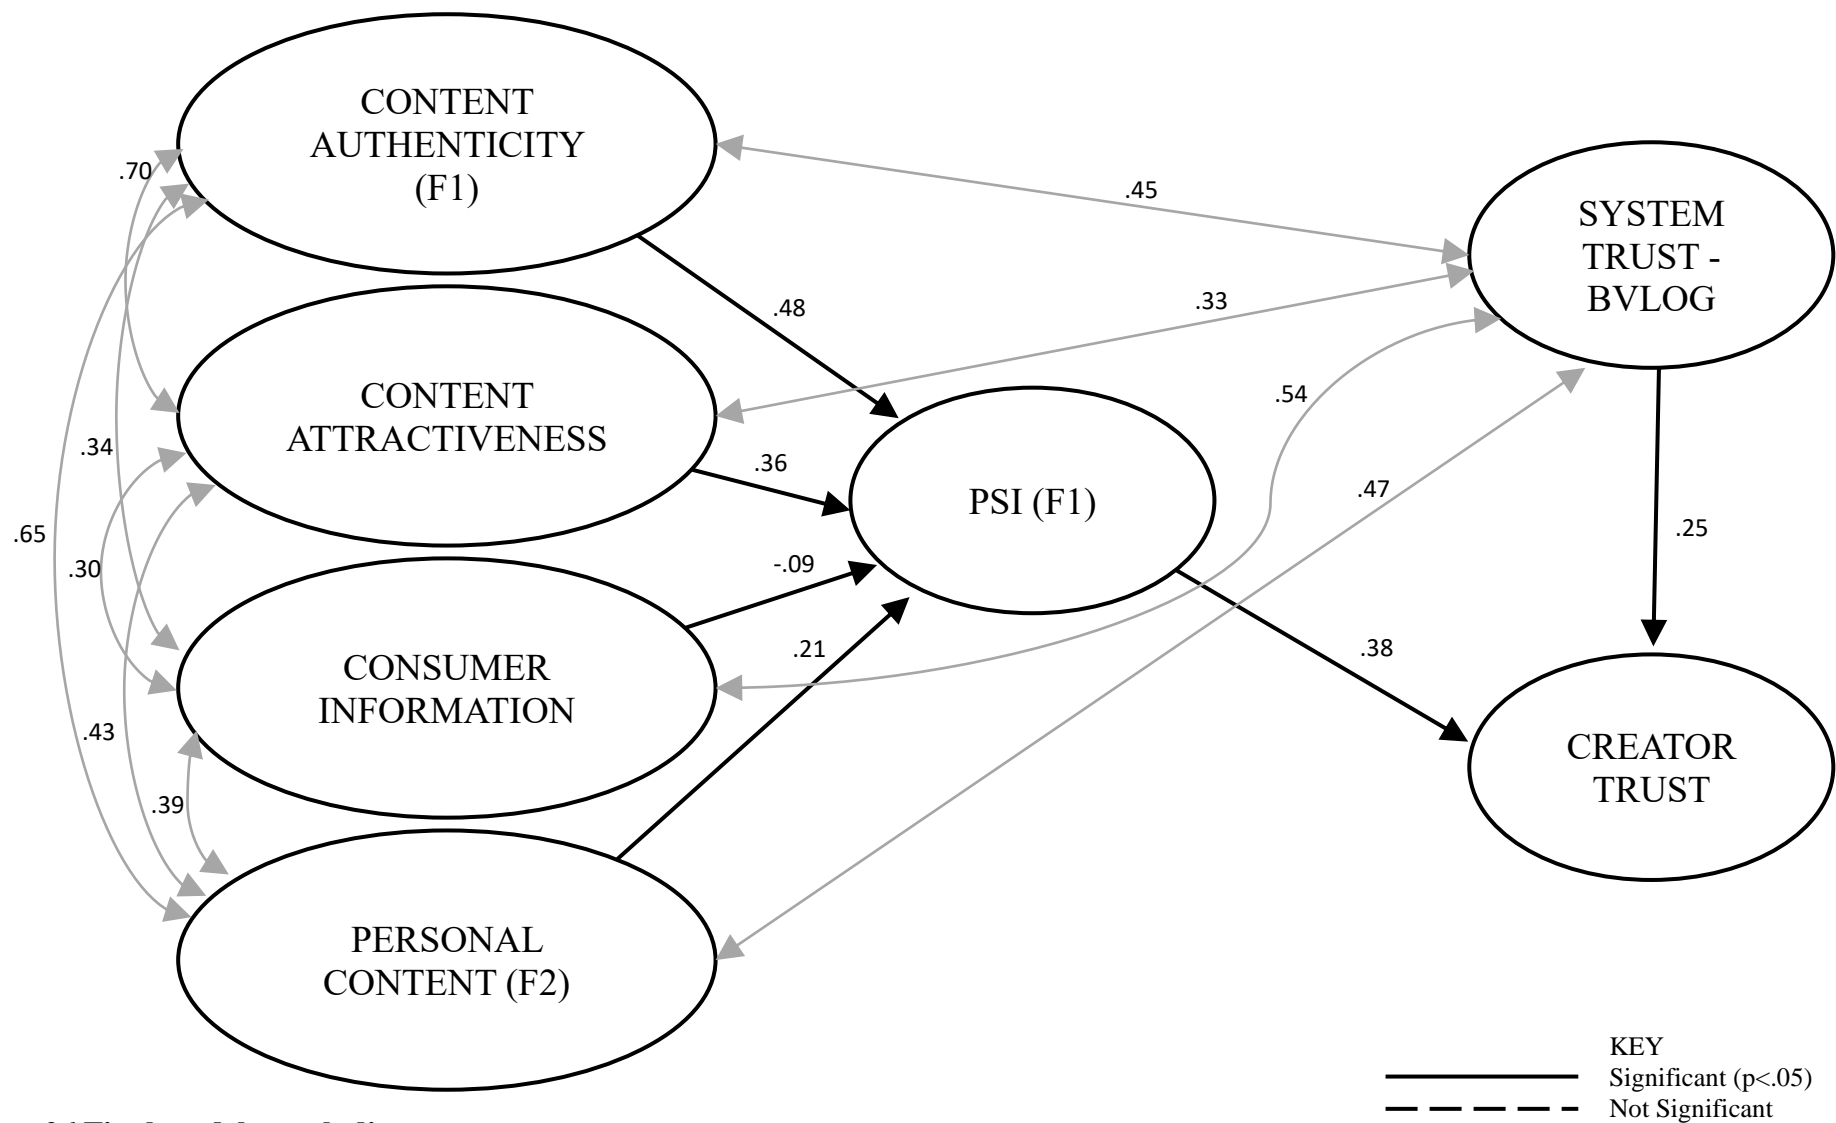 CONTENT
AUTHENTICITY
(F1)
.70
.45
SYSTEM
TRUST -
BVLOG
.48
.33
CONTENT
ATTRACTIVENESS
.54
.34
.36
.47
PSI (F1)
.25
.65
.30
-.09
.21
.38
CONSUMER
INFORMATION
.43
CREATOR
TRUST
.39
PERSONAL
CONTENT (F2)
KEY
Significant (p<.05)
Not Significant